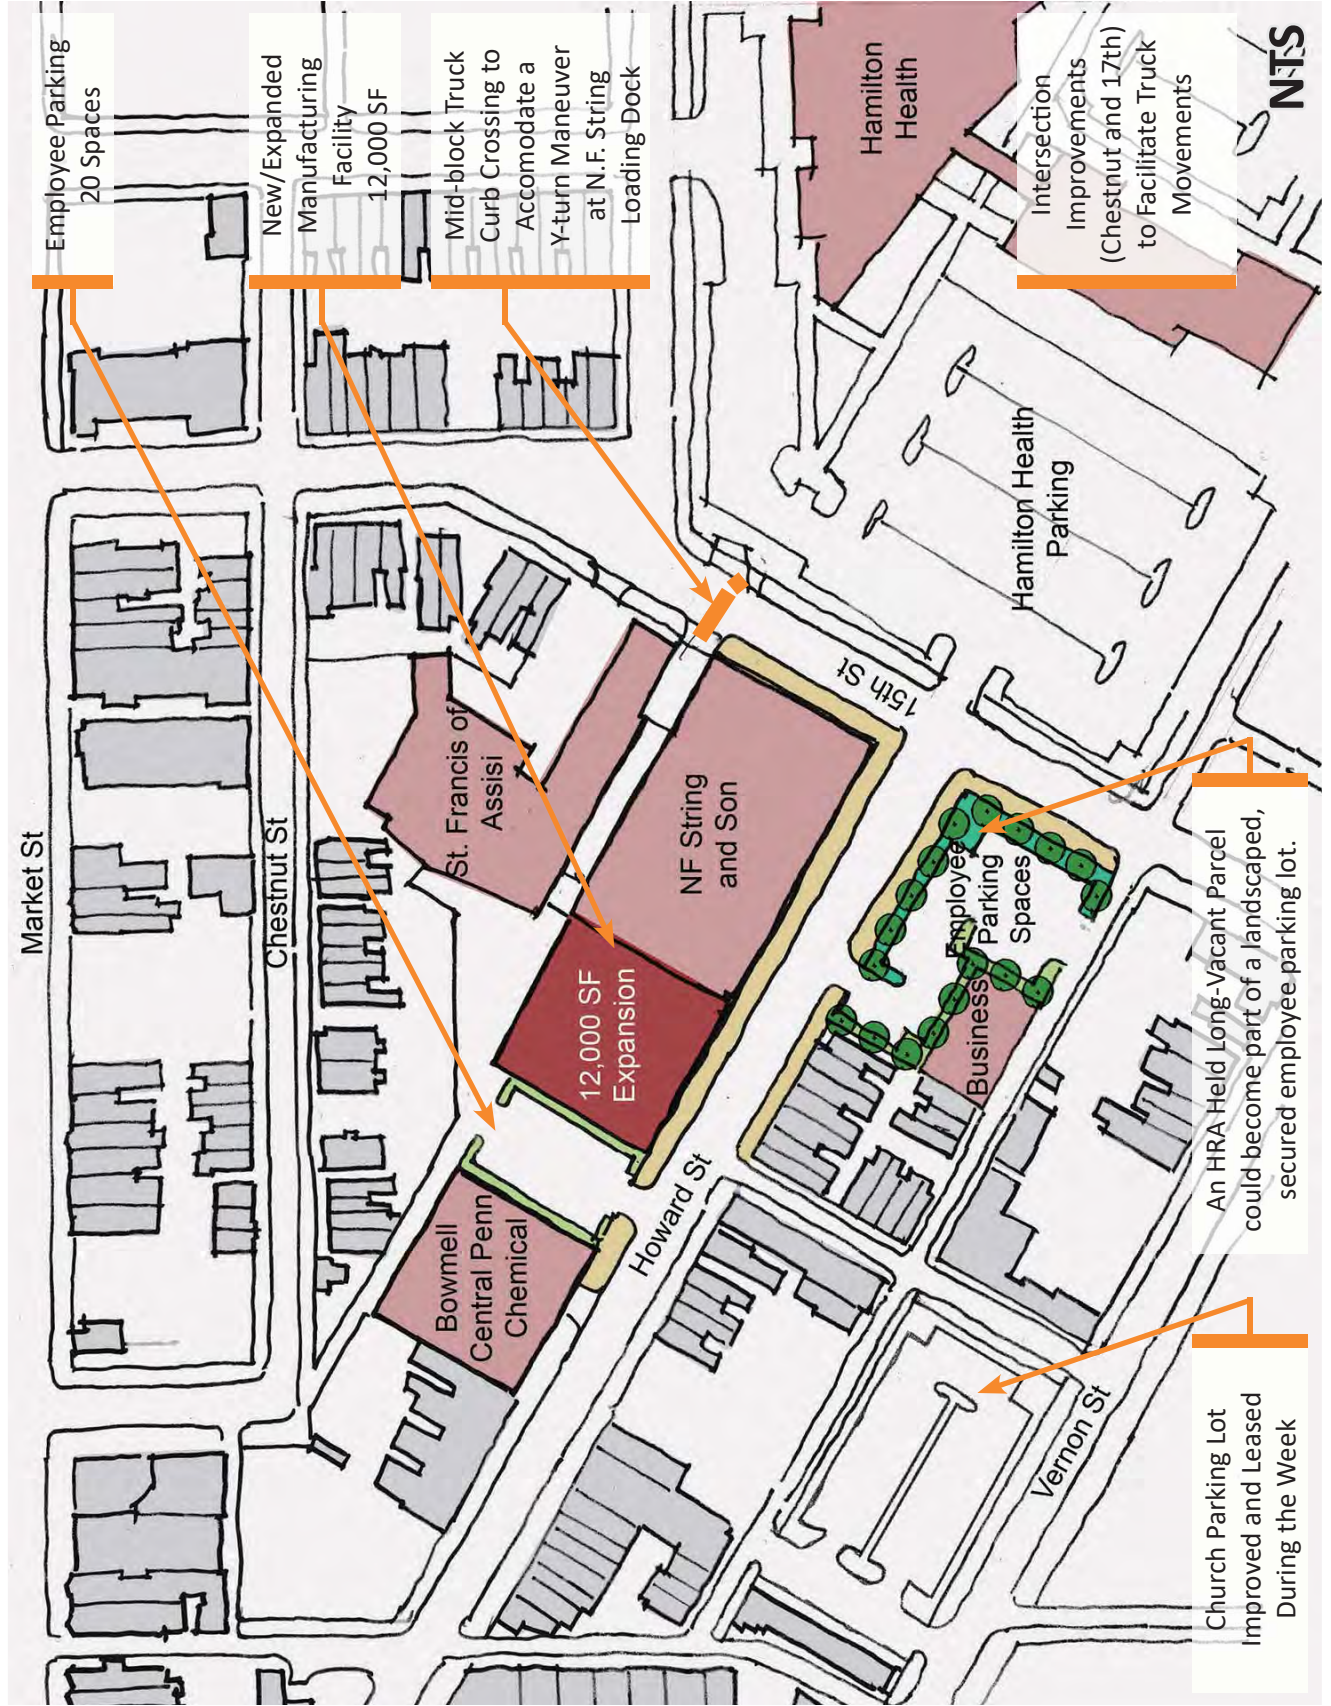 Employee Parking
20 Spaces
New/Expanded
Manufacturing
Facility
12,000 SF
Mid-block Truck
Curb Crossing to
Accomodate a
Y-turn Maneuver
at N.F. String
Loading Dock
Hamilton
Health
Intersection
Improvements
(Chestnut and 17th)
to Facilitate Truck
Movements
NTS
Market St
Chestnut St
St. Francis of
Assisi
NF String
and Son
15th St
Hamilton Health
Parking
12,000 SF
Expansion
Employee
Parking
Spaces
Business
Bowmell
Central Penn
Chemical
Howard St
Vernon St
An HRA Held Long-Vacant Parcel
could become part of a landscaped,
secured employee parking lot.
Church Parking Lot
Improved and Leased
During the Week